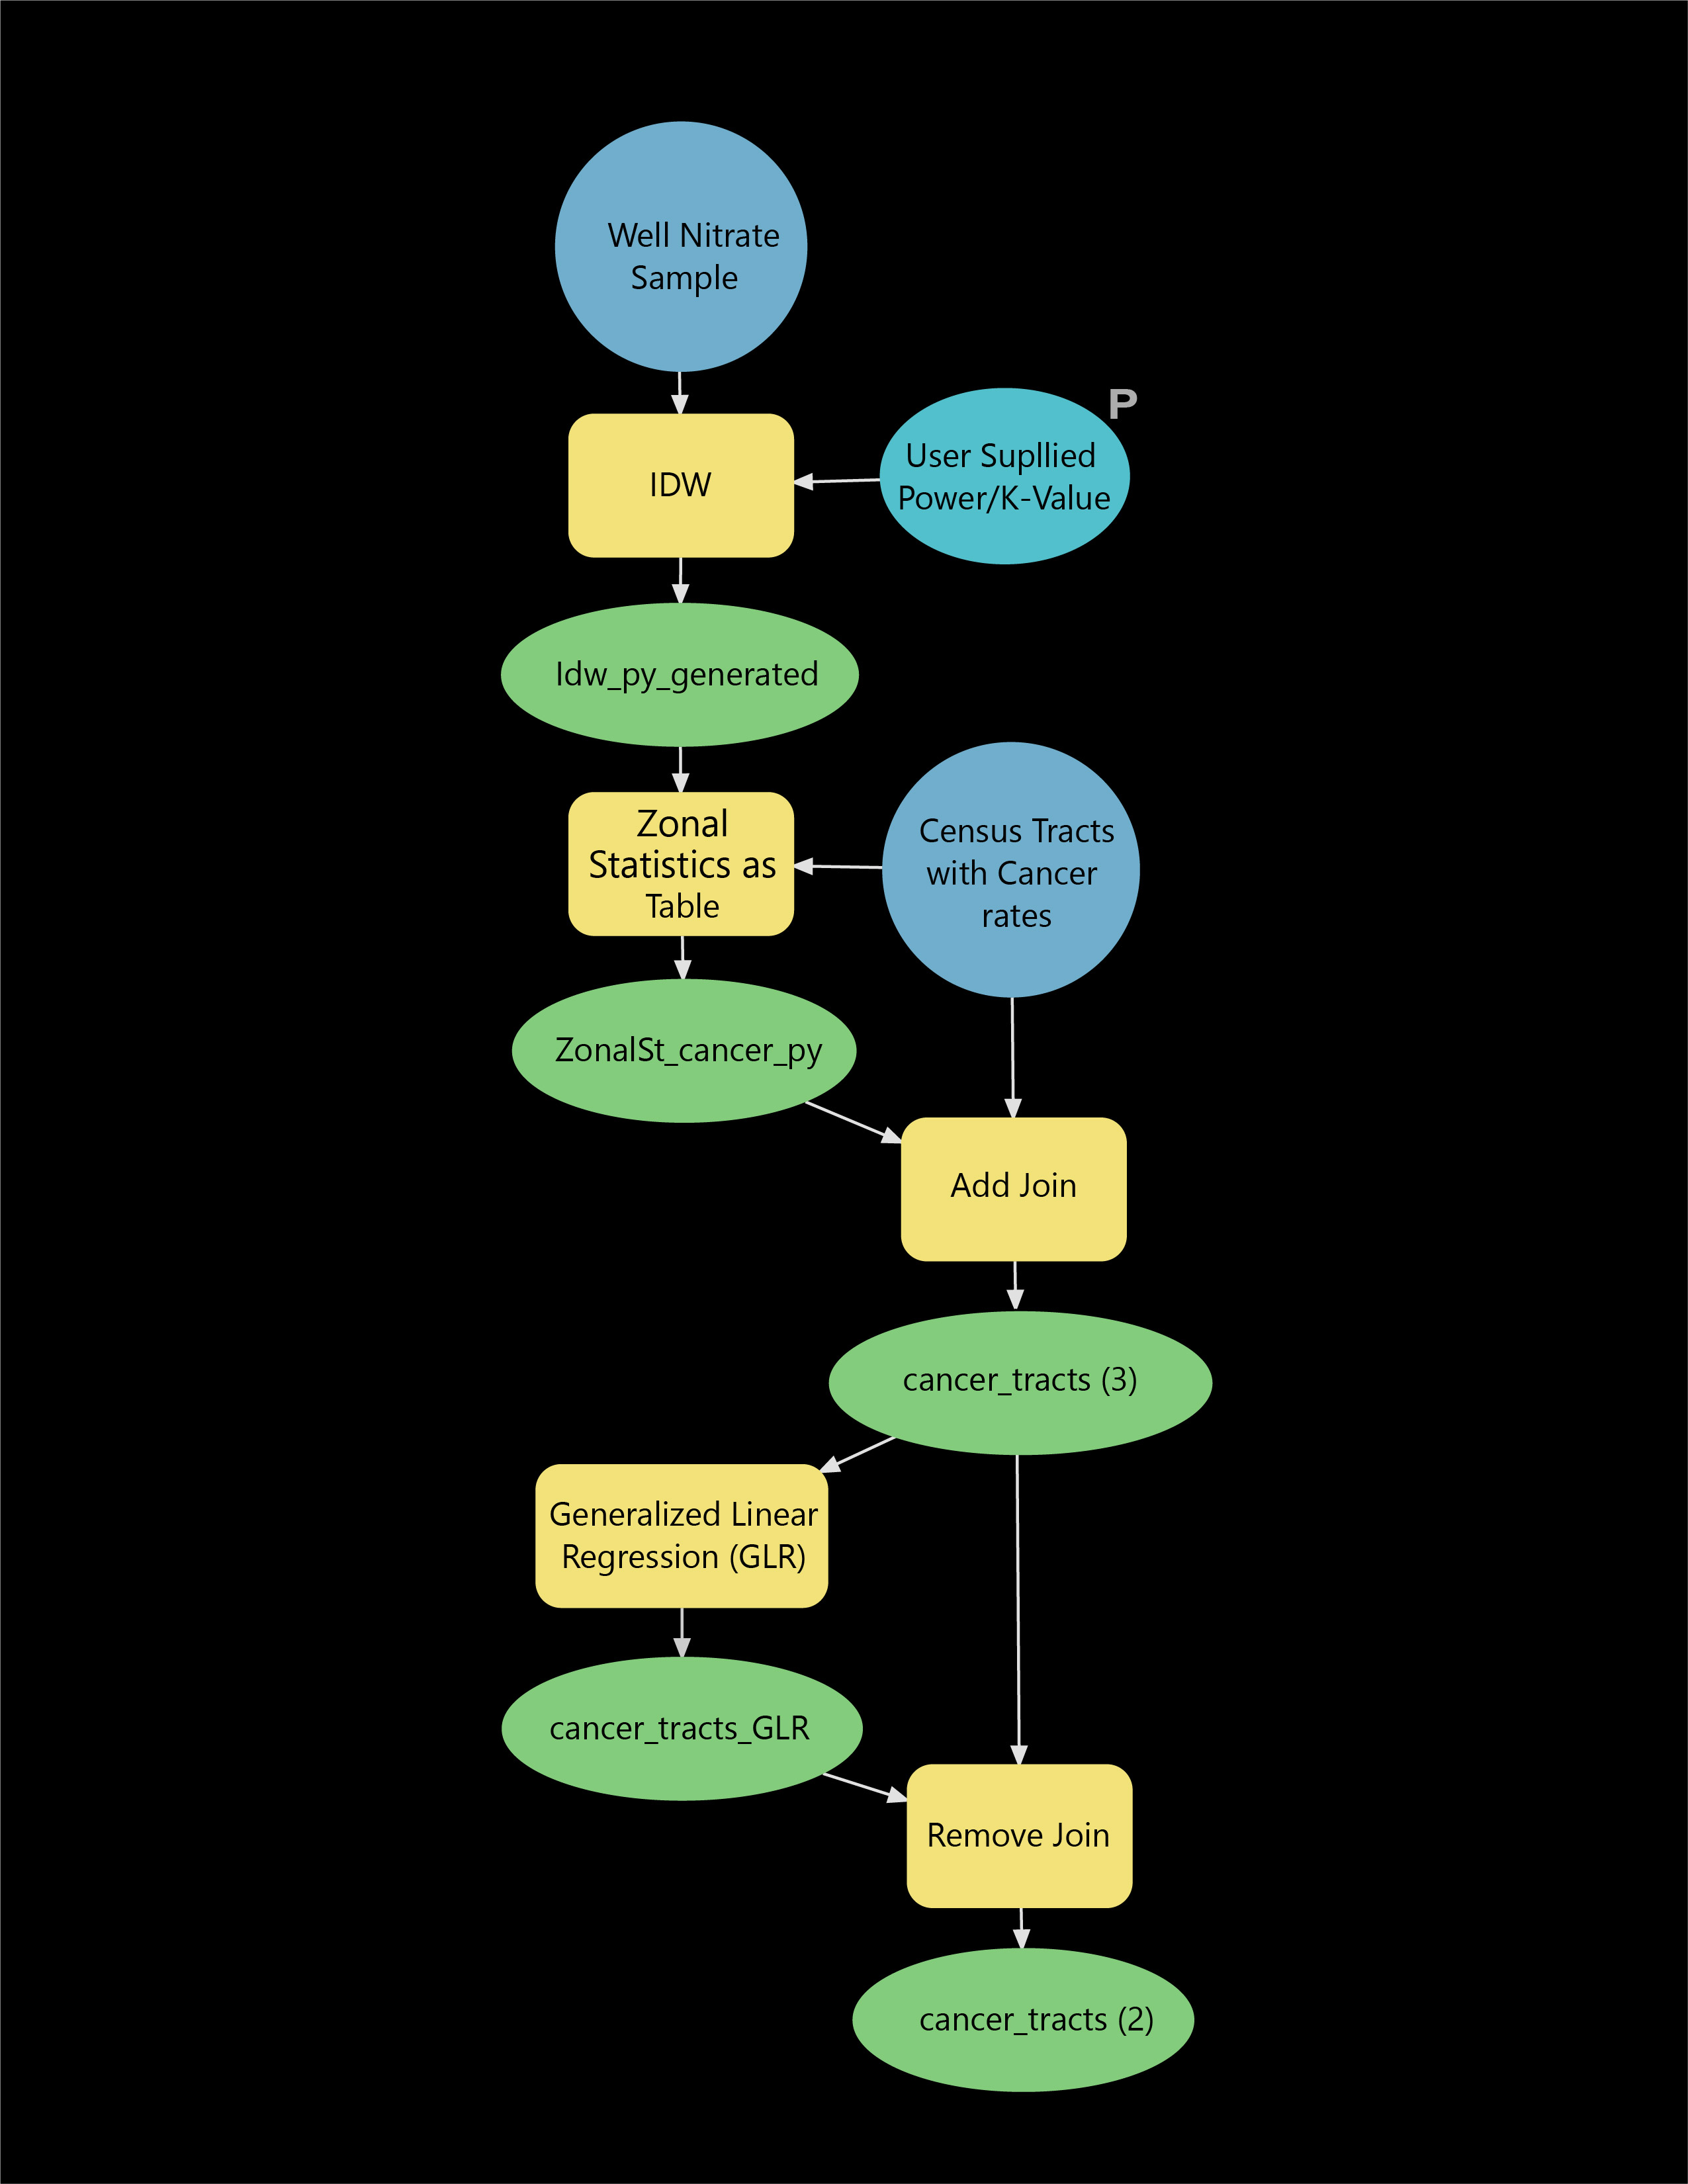 Well Nitrate
Sample
P
User Supllied
Power/K-Value
IDW
Idw_py_generated
Zonal
Statistics as
Table
Census Tracts
with Cancer
rates
ZonalSt_cancer_py
Add Join
cancer_tracts (3)
Generalized Linear
Regression (GLR)
cancer_tracts_GLR
Remove Join
cancer_tracts (2)